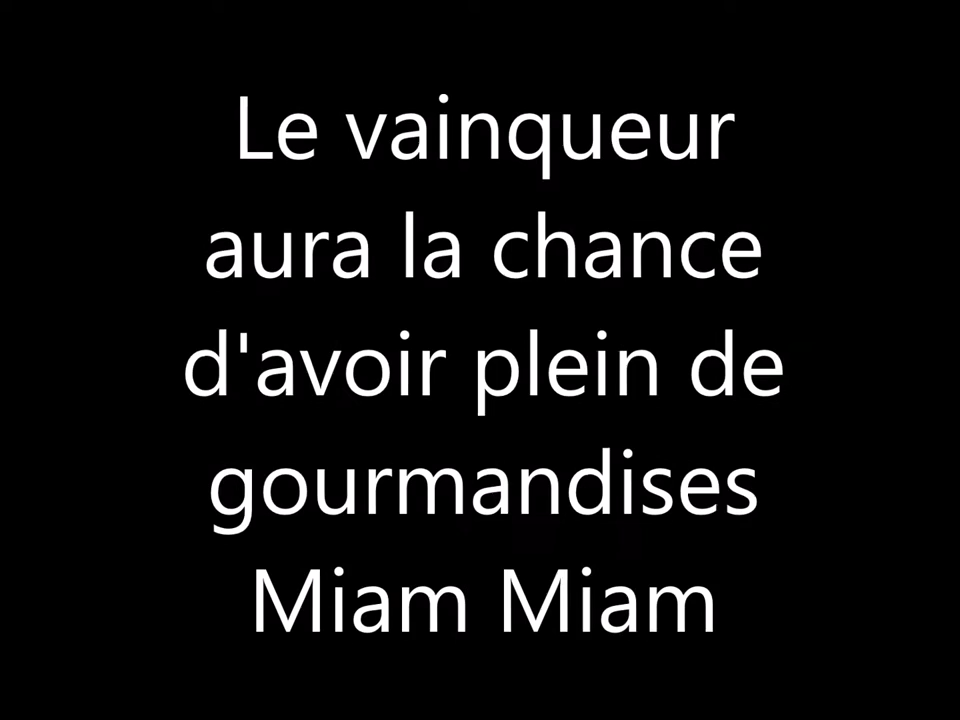 Le vainqueur
aura la chance
d'avoir plein de
gourmandises
Miam Miam